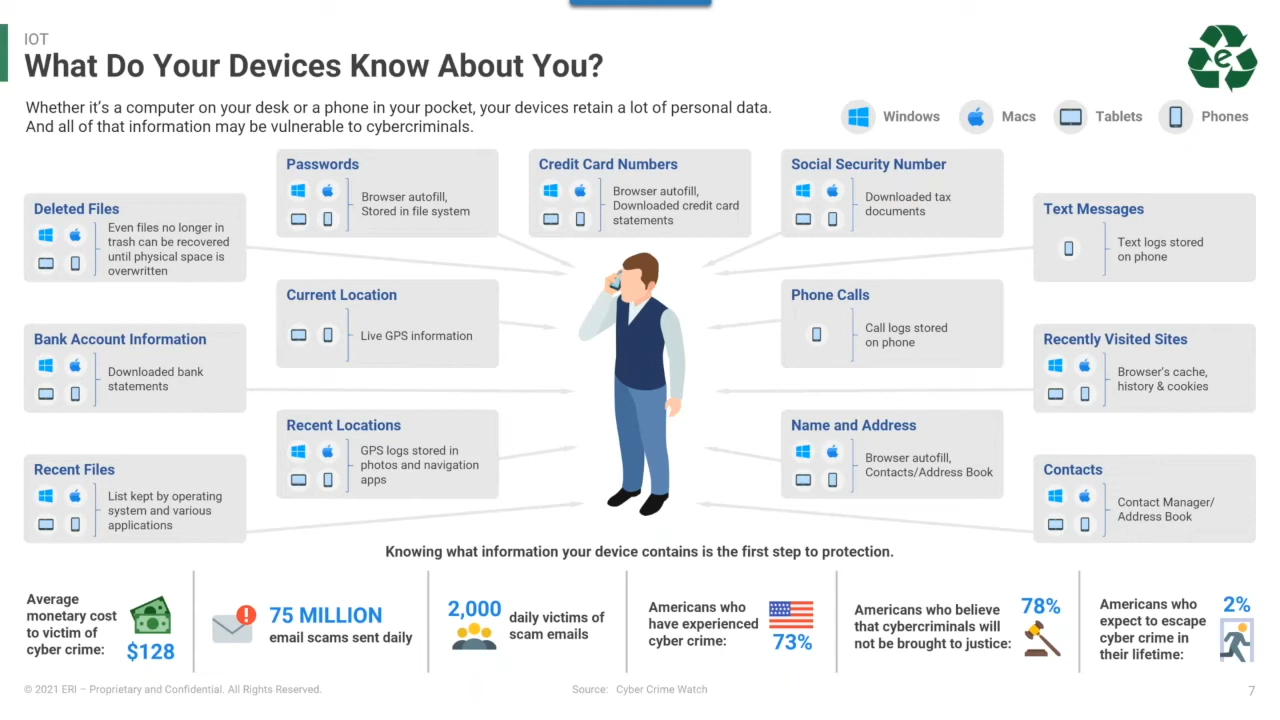 IOT
What Do Your Devices Know About You?
Whether it's a computer on your desk or a phone in your pocket, your devices retain a lot of personal data.
And all of that information may be vulnerable to cybercriminals.
e
Windows
Macs
Tablets
Phones
Deleted Files
Even files no longer in
trash can be recovered
until physical space is
overwritten
Passwords
Browser autofill,
Stored in file system
Credit Card Numbers
Browser autofill,
Downloaded credit card
statements
Social Security Number
Downloaded tax
documents
Text Messages
Text logs stored
on phone
Current Location
Live GPS information
Phone Calls
Call logs stored
on phone
Bank Account Information
Downloaded bank
statements
Recently Visited Sites
Browser's cache,
history & cookies
Recent Locations
GPS logs stored in
photos and navigation
apps
Name and Address
Browser autofill,
Contacts/Address Book
Recent Files
List kept by operating
system and various
applications
Contacts
Contact Manager/
Address Book
Knowing what information your device contains is the first step to protection.
Average
monetary cost
to victim of
cyber crime:
$128
75 MILLION
email scams sent daily
2,000
daily victims of
scam emails
Americans who
have experienced
cyber crime:
73%
Americans who believe
that cybercriminals will
not be brought to justice:
78%
Americans who
expect to escape
cyber crime in
their lifetime:
2%
© 2021 ERI – Proprietary and Confidential. All Rights Reserved.
Source: Cyber Crime Watch
7